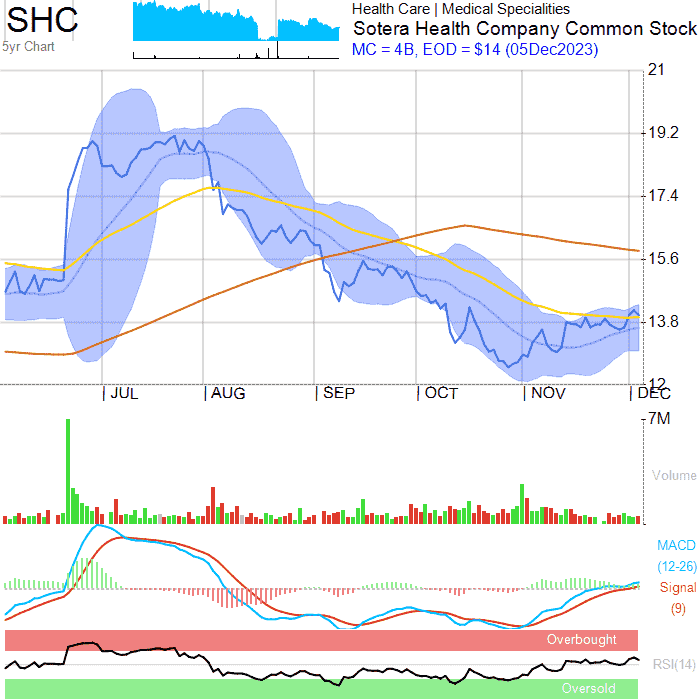 SHC
5yr Chart
Health Care | Medical Specialities
Sotera Health Company Common Stock
MC = 4B, EOD = $14 (05Dec2023)
21
19.2
17.4
15.6
13.8
12
JUL AUG SEP OCT NOV DEC
7M
Volume
MACD
(12-26)
Signal
(9)
Overbought
RSI(14)
Oversold